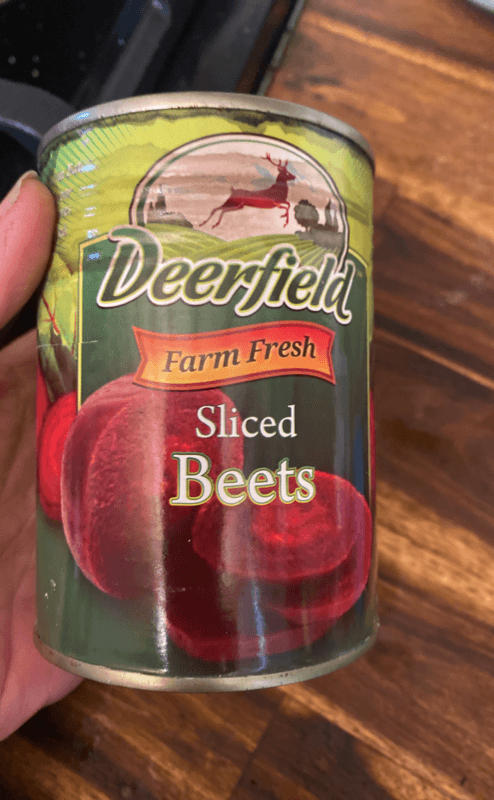 Deerfield
Farm Fresh
Sliced
Beets